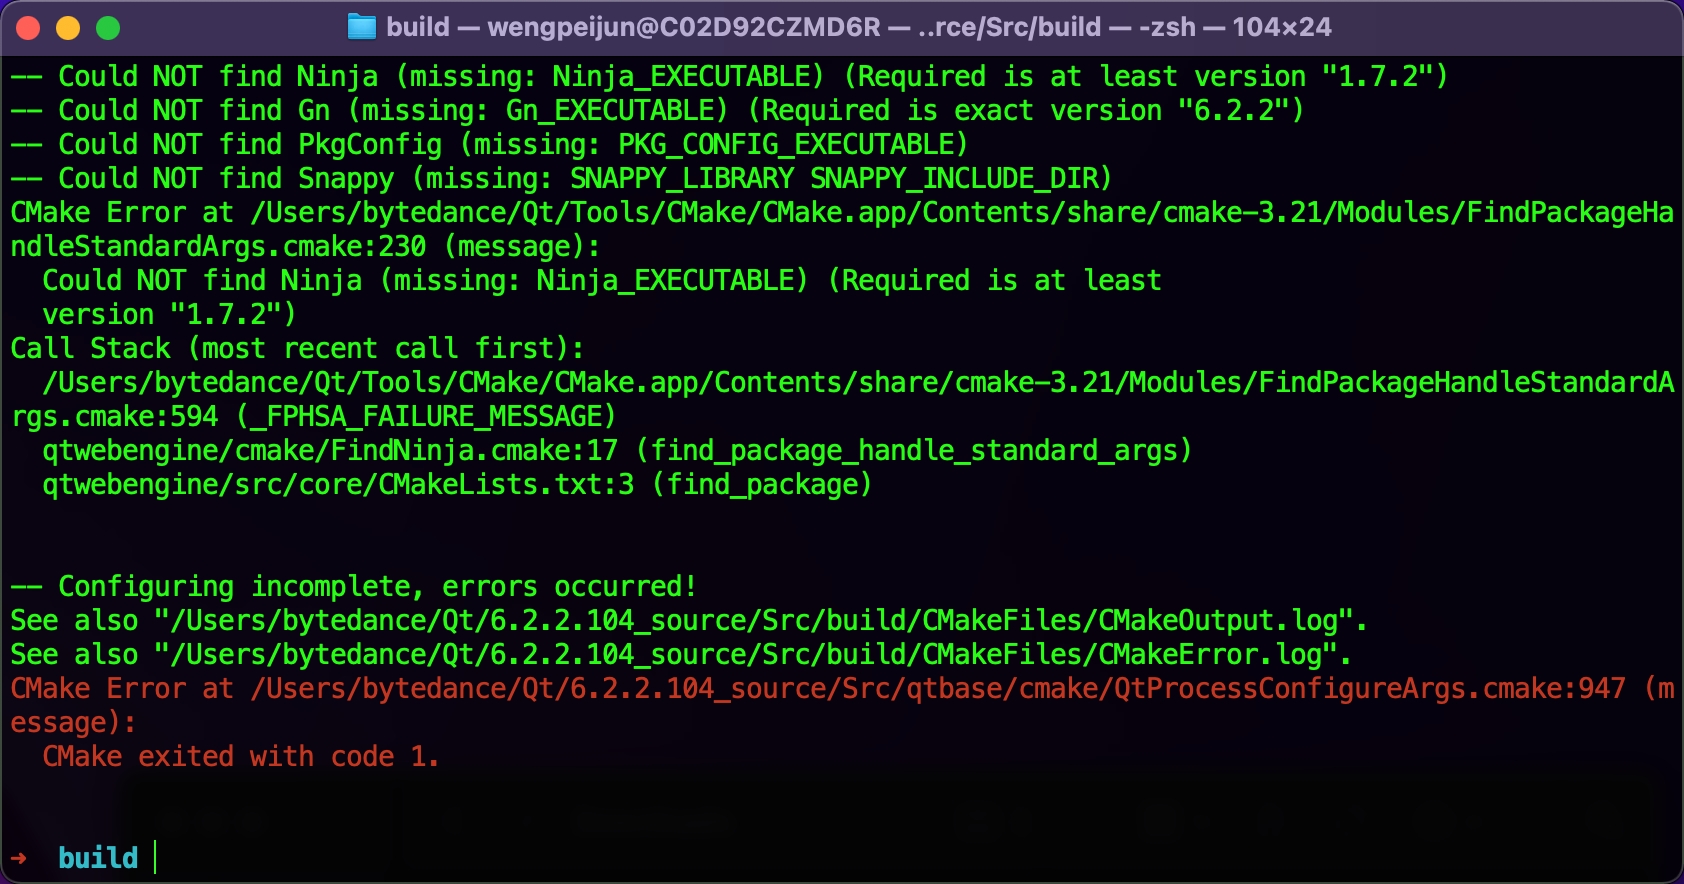 build — wengpeijun@C02D92CZMD6R — ..rce/Src/build — -zsh — 104×24
-- Could NOT find Ninja (missing: Ninja_EXECUTABLE) (Required is at least version "1.7.2")
-- Could NOT find Gn (missing: Gn_EXECUTABLE) (Required is exact version "6.2.2")
-- Could NOT find PkgConfig (missing: PKG_CONFIG_EXECUTABLE)
-- Could NOT find Snappy (missing: SNAPPY_LIBRARY SNAPPY_INCLUDE_DIR)
CMake Error at /Users/bytedance/Qt/Tools/CMake/CMake.app/Contents/share/cmake-3.21/Modules/FindPackageHa
ndleStandardArgs.cmake:230 (message):
  Could NOT find Ninja (missing: Ninja_EXECUTABLE) (Required is at least
  version "1.7.2")
Call Stack (most recent call first):
  /Users/bytedance/Qt/Tools/CMake/CMake.app/Contents/share/cmake-3.21/Modules/FindPackageHandleStandardA
rgs.cmake:594 (_FPHSA_FAILURE_MESSAGE)
  qtwebengine/cmake/FindNinja.cmake:17 (find_package_handle_standard_args)
  qtwebengine/src/core/CMakeLists.txt:3 (find_package)
-- Configuring incomplete, errors occurred!
See also "/Users/bytedance/Qt/6.2.2.104_source/Src/build/CMakeFiles/CMakeOutput.log".
See also "/Users/bytedance/Qt/6.2.2.104_source/Src/build/CMakeFiles/CMakeError.log".
CMake Error at /Users/bytedance/Qt/6.2.2.104_source/Src/qtbase/cmake/QtProcessConfigureArgs.cmake:947 (m
essage):
  CMake exited with code 1.
➜  build